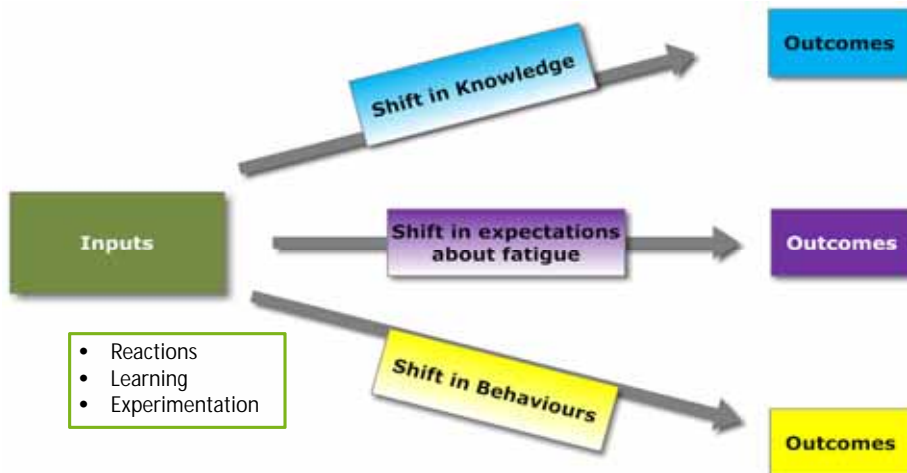 Outcomes
Shift in Knowledge
Inputs
Shift in expectations
about fatigue
Outcomes
• Reactions
• Learning
• Experimentation
Shift in Behaviours
Outcomes